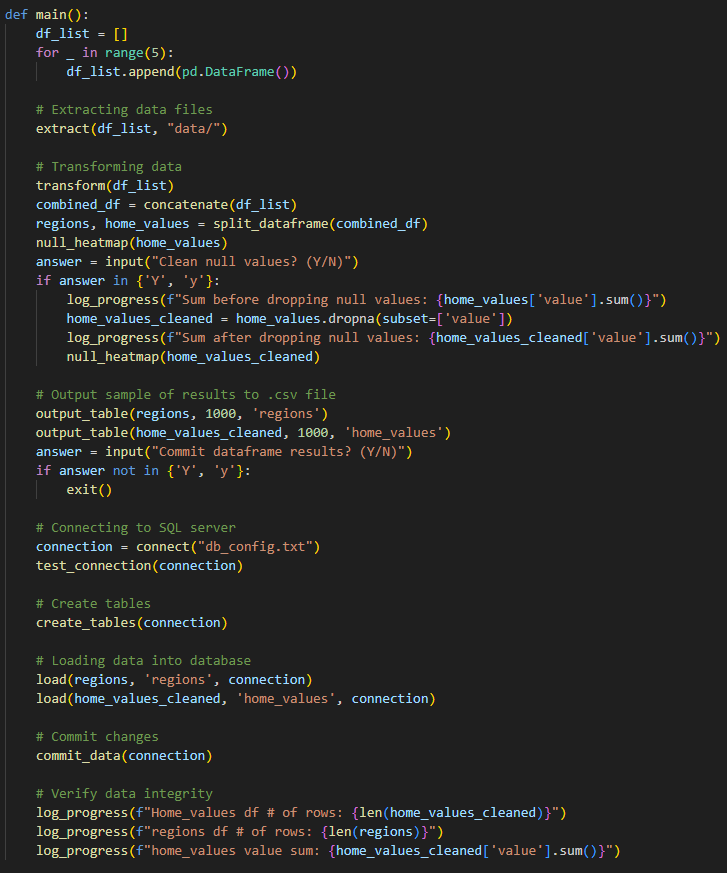 def main():
    df_list = []
    for _ in range(5):
        df_list.append(pd.DataFrame())

    # Extracting data files
    extract(df_list, "data/")

    # Transforming data
    transform(df_list)
    combined_df = concatenate(df_list)
    regions, home_values = split_dataframe(combined_df)
    null_heatmap(home_values)
    answer = input("Clean null values? (Y/N)")
    if answer in {'Y', 'y'}:
        log_progress(f"Sum before dropping null values: {home_values['value'].sum()}")
        home_values_cleaned = home_values.dropna(subset=['value'])
        log_progress(f"Sum after dropping null values: {home_values_cleaned['value'].sum()}")
        null_heatmap(home_values_cleaned)

    # Output sample of results to .csv file
    output_table(regions, 1000, 'regions')
    output_table(home_values_cleaned, 1000, 'home_values')
    answer = input("Commit dataframe results? (Y/N)")
    if answer not in {'Y', 'y'}:
        exit()

    # Connecting to SQL server
    connection = connect("db_config.txt")
    test_connection(connection)

    # Create tables
    create_tables(connection)

    # Loading data into database
    load(regions, 'regions', connection)
    load(home_values_cleaned, 'home_values', connection)

    # Commit changes
    commit_data(connection)

    # Verify data integrity
    log_progress(f"Home_values df # of rows: {len(home_values_cleaned)}")
    log_progress(f"regions df # of rows: {len(regions)}")
    log_progress(f"home_values value sum: {home_values_cleaned['value'].sum()}")